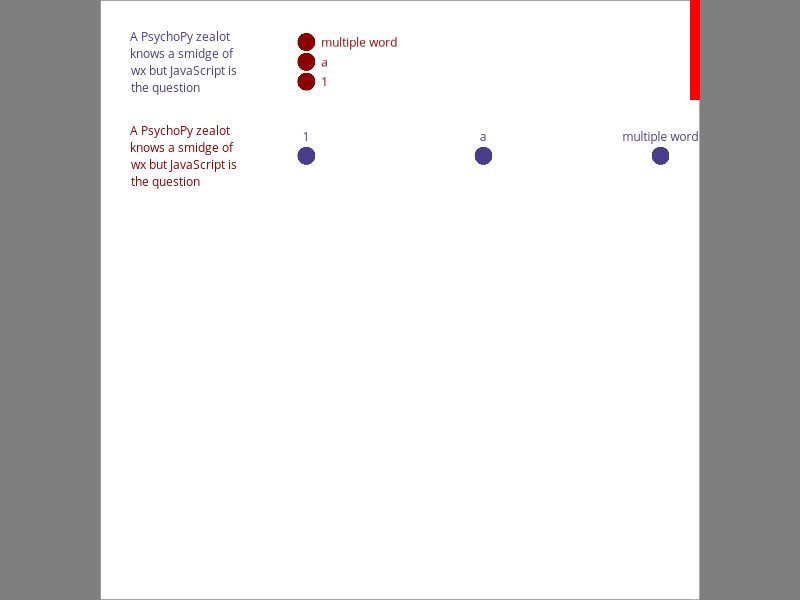 A PsychoPy zealot
knows a smidge of
wx but JavaScript is
the question
multiple word
a
1
A PsychoPy zealot
knows a smidge of
wx but JavaScript is
the question
1 a multiple word